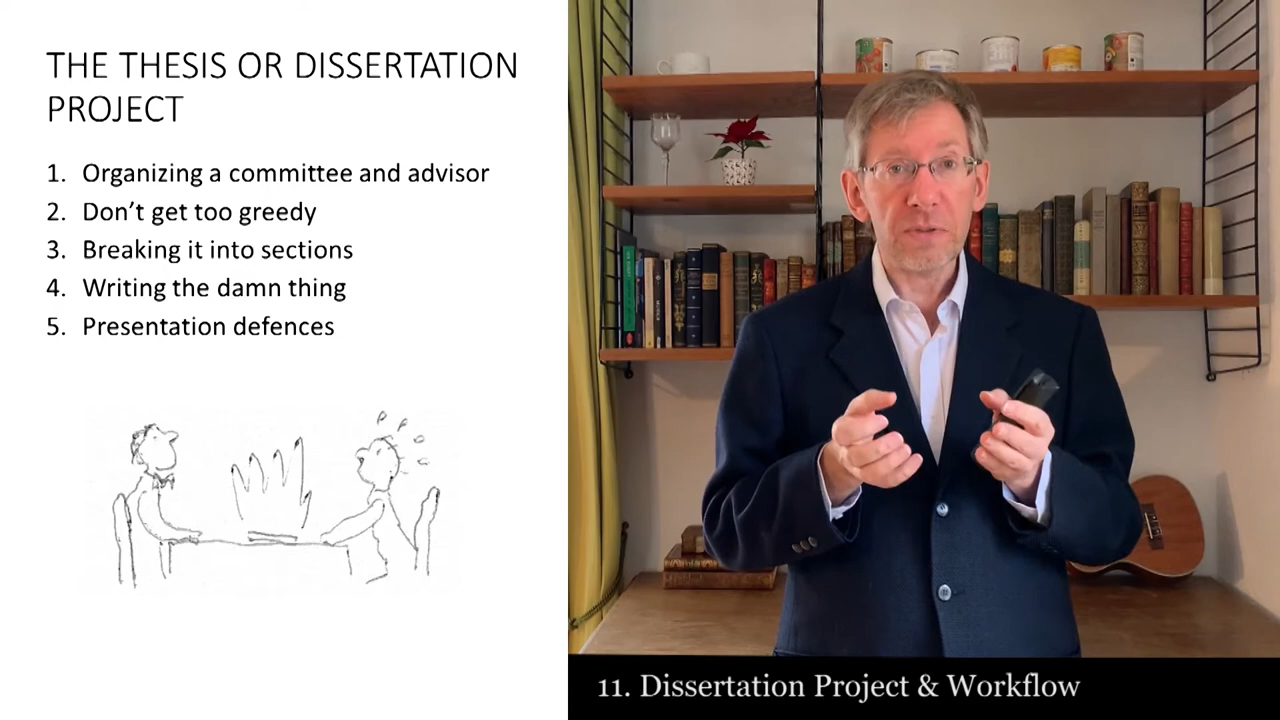 THE THESIS OR DISSERTATION
PROJECT
1. Organizing a committee and advisor
2. Don’t get too greedy
3. Breaking it into sections
4. Writing the damn thing
5. Presentation defences
11. Dissertation Project & Workflow